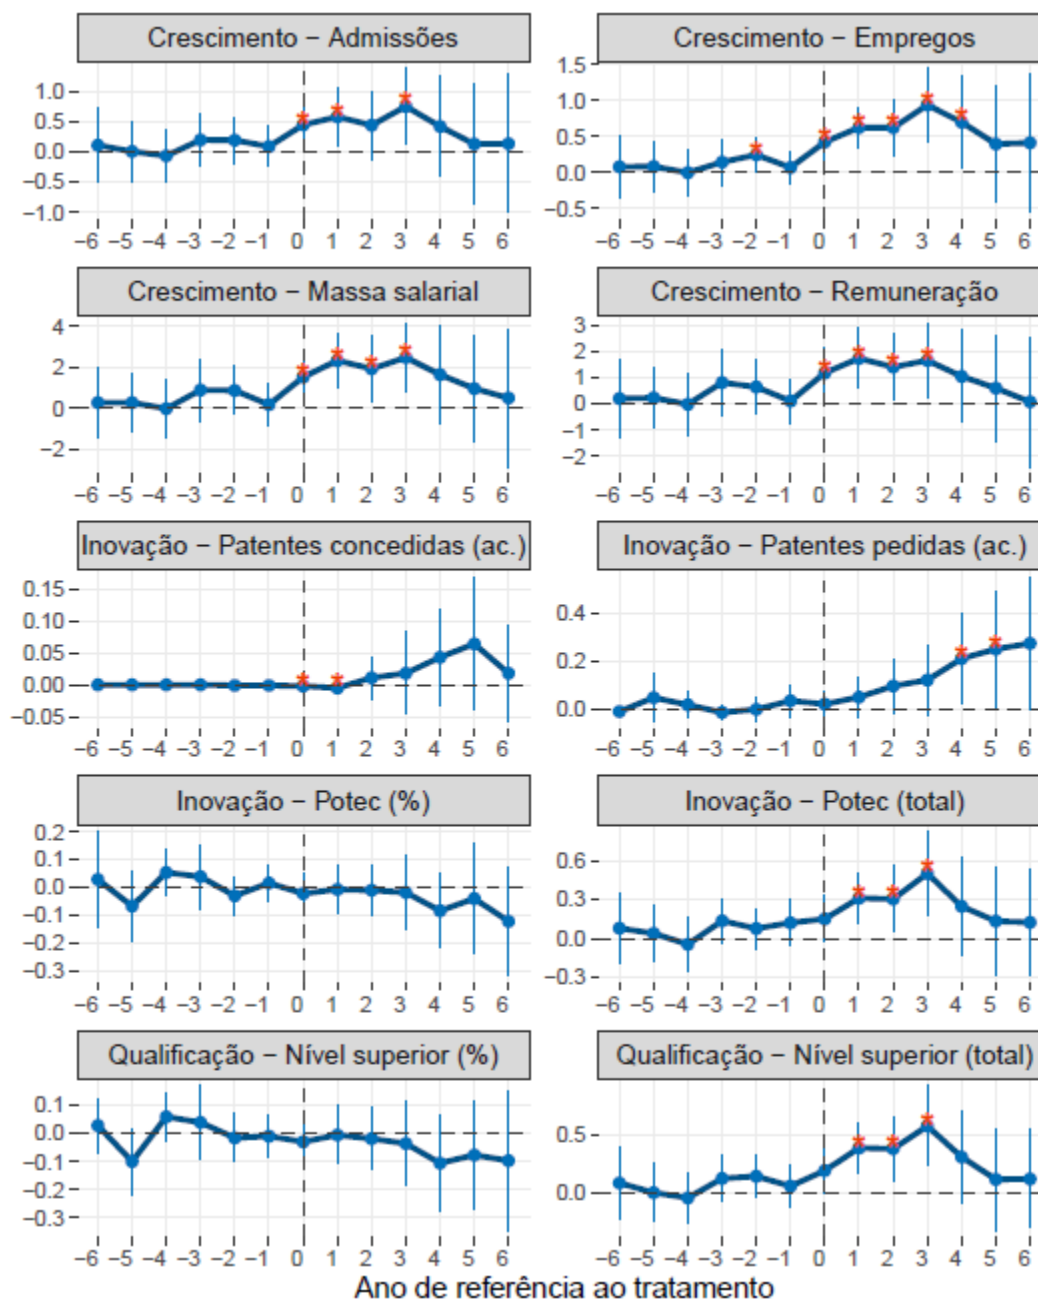 Crescimento − Admissões
1.0
0.5
0.0
−0.5
−1.0
−6 −5 −4 −3 −2 −1 0 1 2 3 4 5 6
Crescimento − Empregos
1.5
1.0
0.5
0.0
−0.5
−6 −5 −4 −3 −2 −1 0 1 2 3 4 5 6
Crescimento − Massa salarial
4
2
0
−2
−6 −5 −4 −3 −2 −1 0 1 2 3 4 5 6
Crescimento − Remuneração
3
2
1
0
−1
−2
−6 −5 −4 −3 −2 −1 0 1 2 3 4 5 6
Inovação − Patentes concedidas (ac.)
0.15
0.10
0.05
0.00
−0.05
−6 −5 −4 −3 −2 −1 0 1 2 3 4 5 6
Inovação − Patentes pedidas (ac.)
0.4
0.2
0.0
−6 −5 −4 −3 −2 −1 0 1 2 3 4 5 6
Inovação − Potec (%)
0.2
0.1
0.0
−0.1
−0.2
−0.3
−6 −5 −4 −3 −2 −1 0 1 2 3 4 5 6
Inovação − Potec (total)
0.6
0.3
0.0
−0.3
−6 −5 −4 −3 −2 −1 0 1 2 3 4 5 6
Qualificação − Nível superior (%)
0.1
0.0
−0.1
−0.2
−0.3
−6 −5 −4 −3 −2 −1 0 1 2 3 4 5 6
Qualificação − Nível superior (total)
0.5
0.0
−6 −5 −4 −3 −2 −1 0 1 2 3 4 5 6
Ano de referência ao tratamento